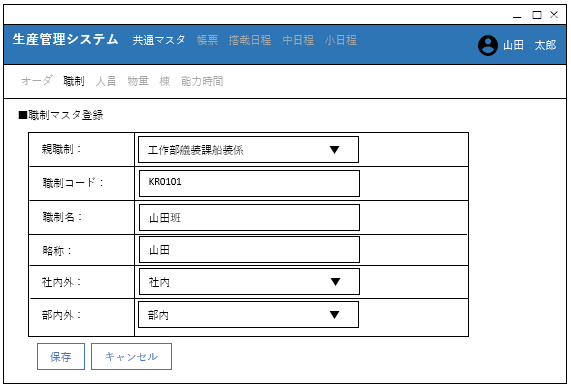 生産管理システム 共通マスタ 帳票 搭載日程 中日程 小日程 山田 太郎
オーダ 職制 人員 物量 棟 能力時間
■職制マスタ登録
親職制： 工作部艤装課船装係 ▼
職制コード： KR0101
職制名： 山田班
略称： 山田
社内外： 社内 ▼
部内外： 部内 ▼
保存 キャンセル